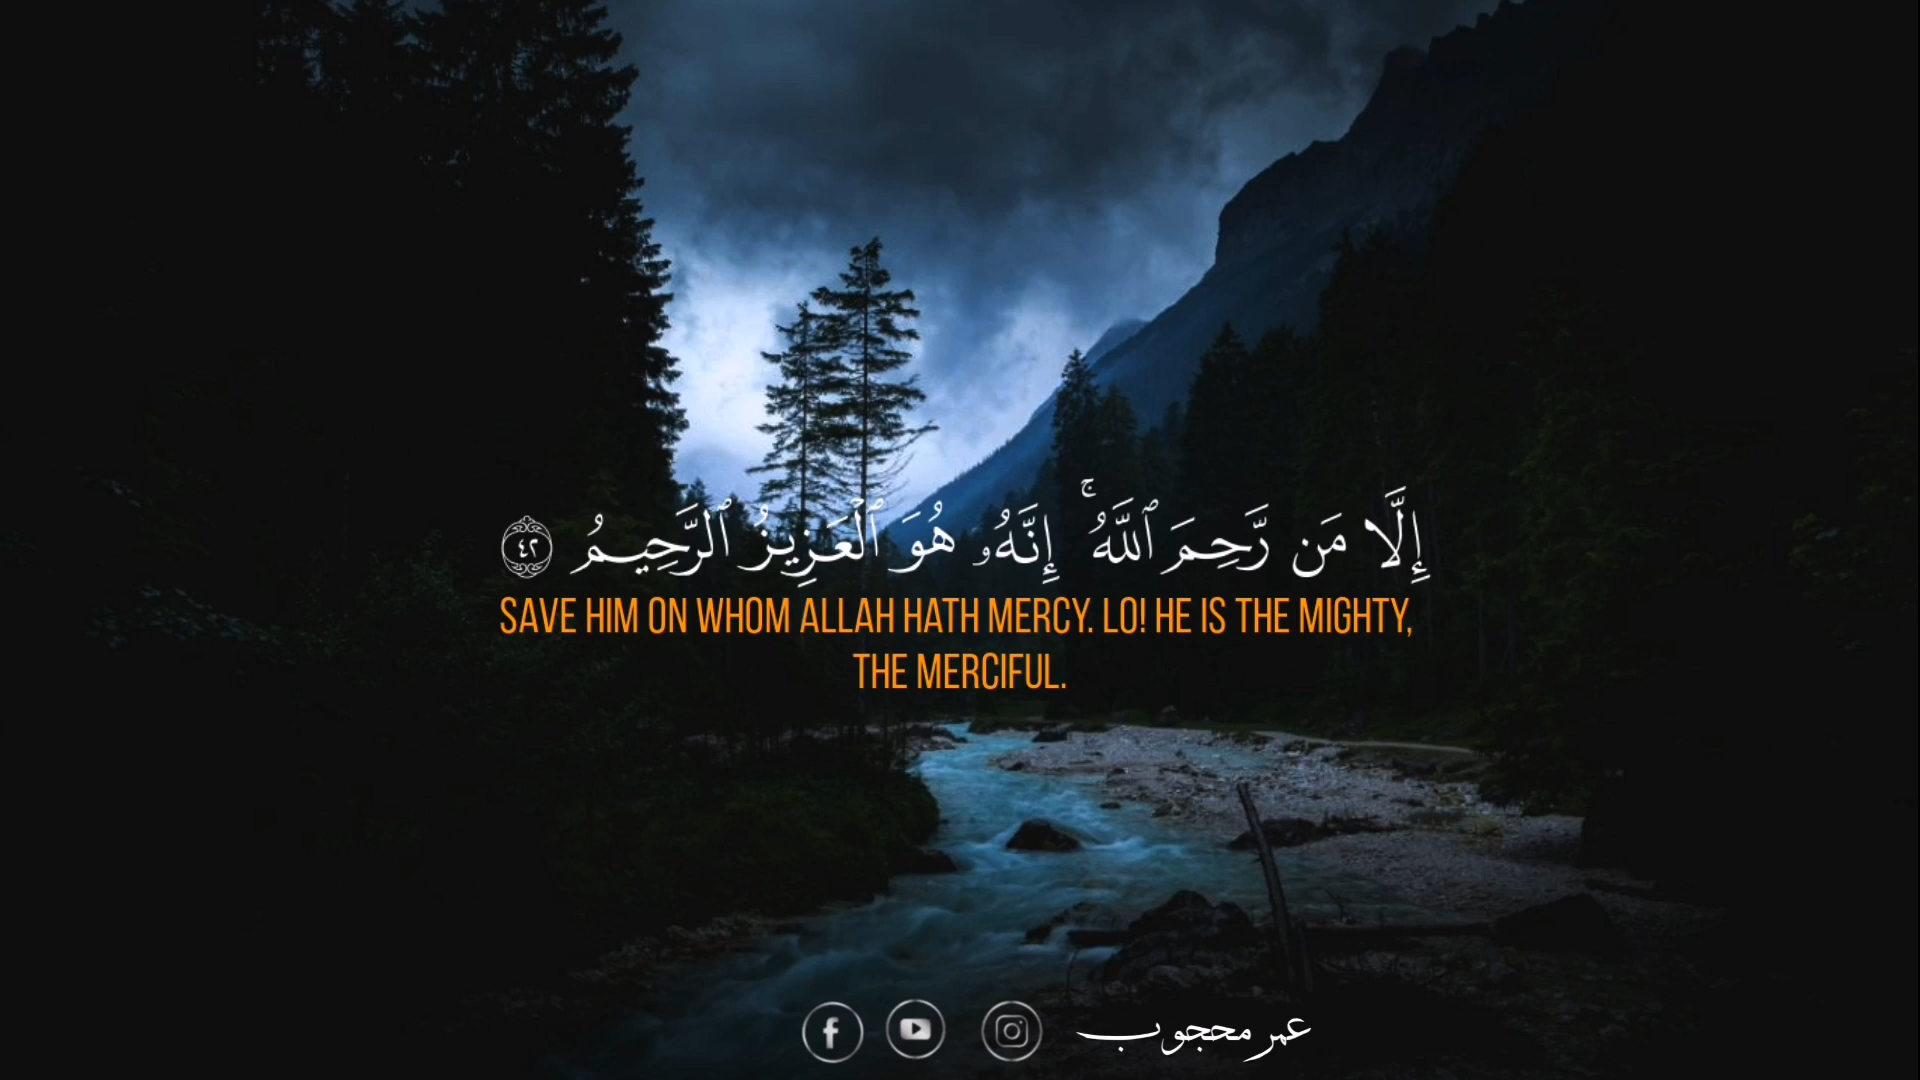 إِلَّا مَن رَّحِمَ ٱللَّهُ ۚ إِنَّهُۥ هُوَ ٱلْعَزِيزُ ٱلرَّحِيمُ ٤٢
SAVE HIM ON WHOM ALLAH HATH MERCY. LO! HE IS THE MIGHTY,
THE MERCIFUL.
عمر محجوب